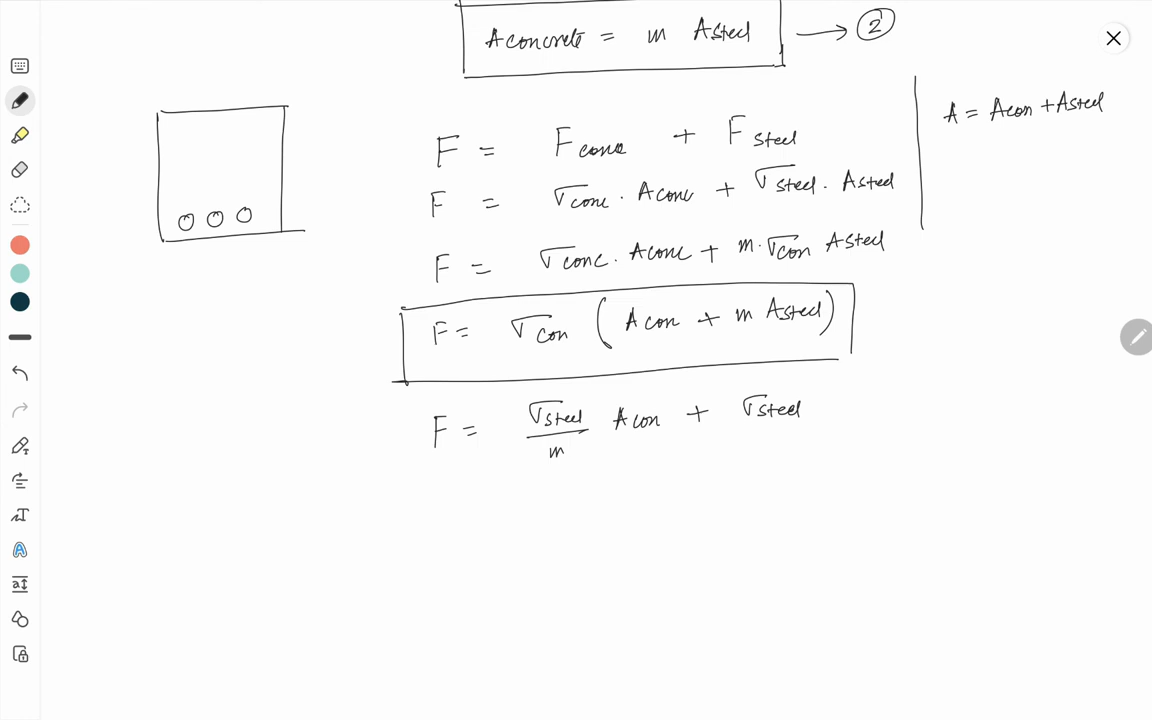 Aconcrete = m Asteel → 2
A = Acon + Asteel
F = Fconc + Fsteel
F = σconc · Aconc + σsteel · Asteel
F = σconc · Aconc + m · σcon Asteel
F = σcon (Acon + m Asteel)
F = σsteel/m Acon + σsteel